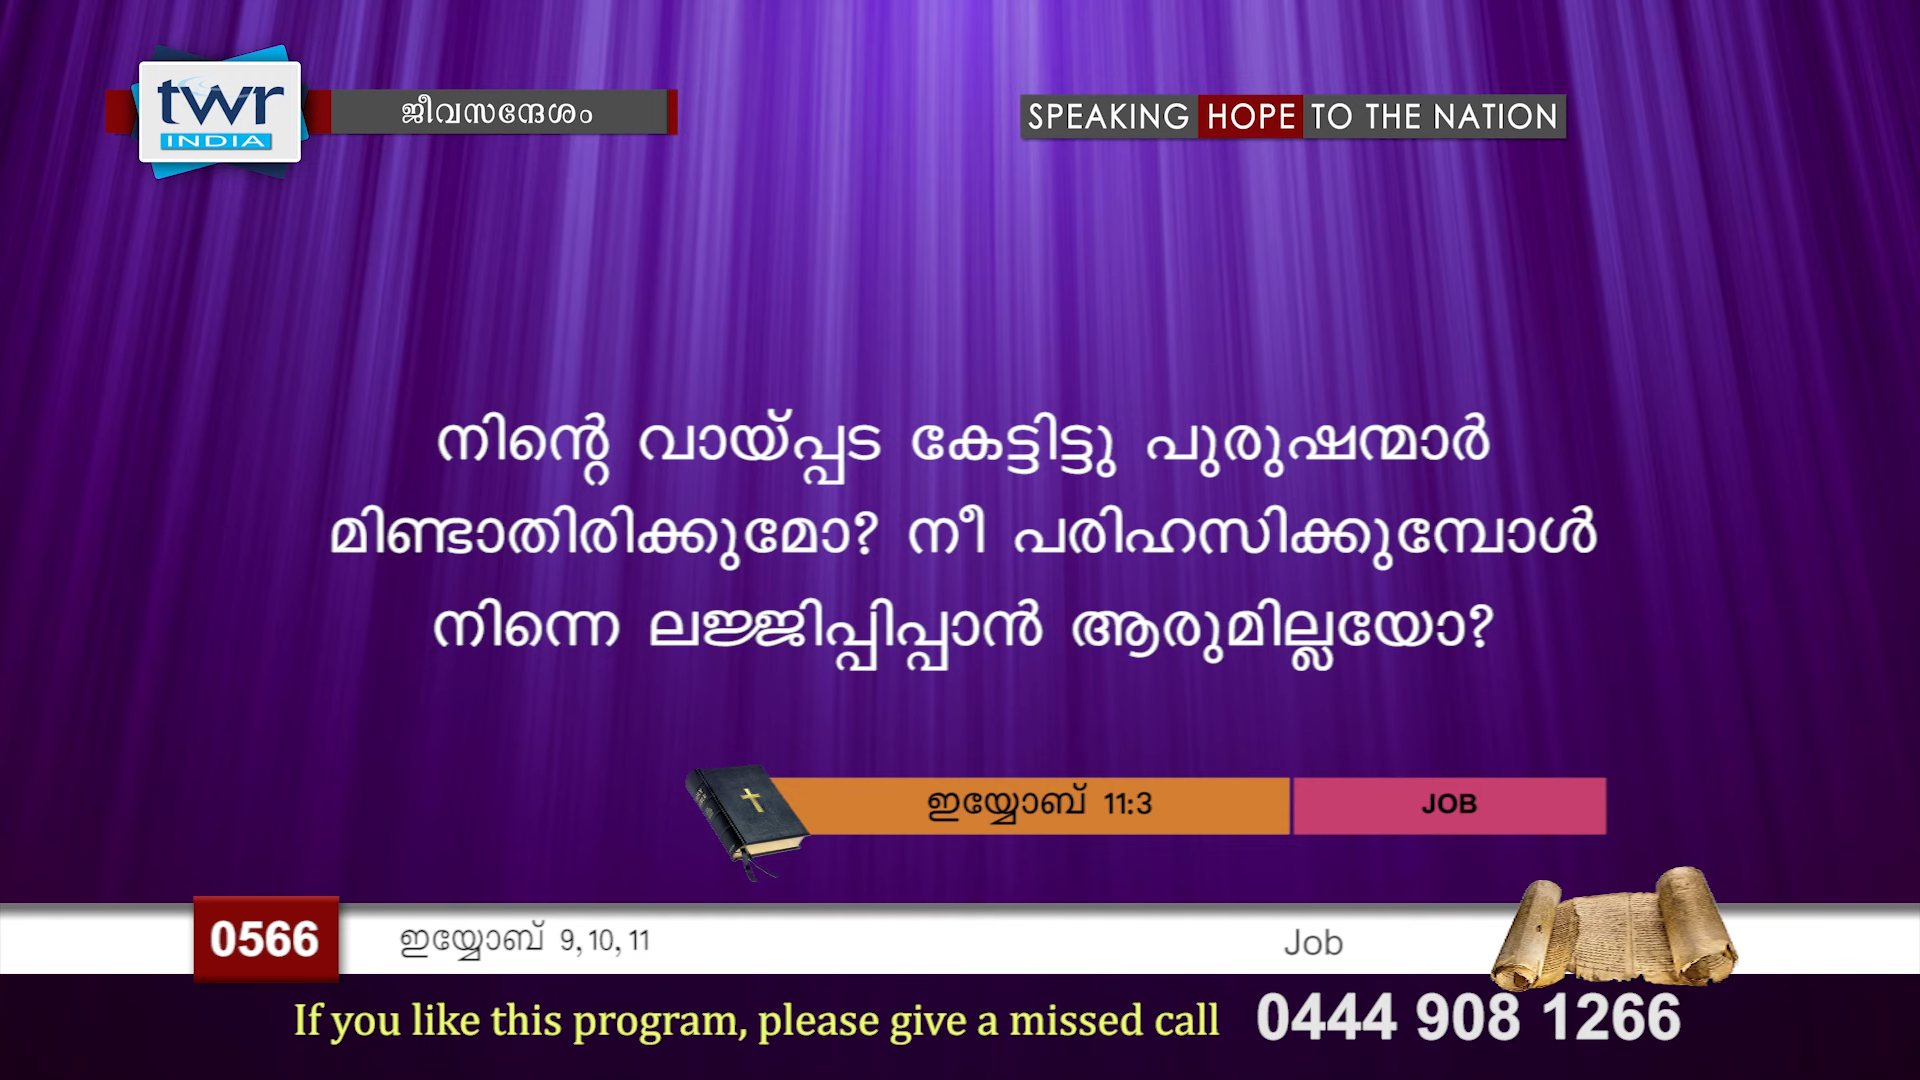 twr
INDIA
ജീവസന്ദേശം
SPEAKING HOPE TO THE NATION
നിന്റെ വായ്പ്പട കേട്ടിട്ടു പുരുഷന്മാർ
മിണ്ടാതിരിക്കുമോ? നീ പരിഹസിക്കുമ്പോൾ
നിന്നെ ലജ്ജിപ്പിപ്പാൻ ആരുമില്ലയോ?
ഇയ്യോബ് 11:3
JOB
0566
ഇയ്യോബ് 9, 10, 11
Job
If you like this program, please give a missed call 0444 908 1266